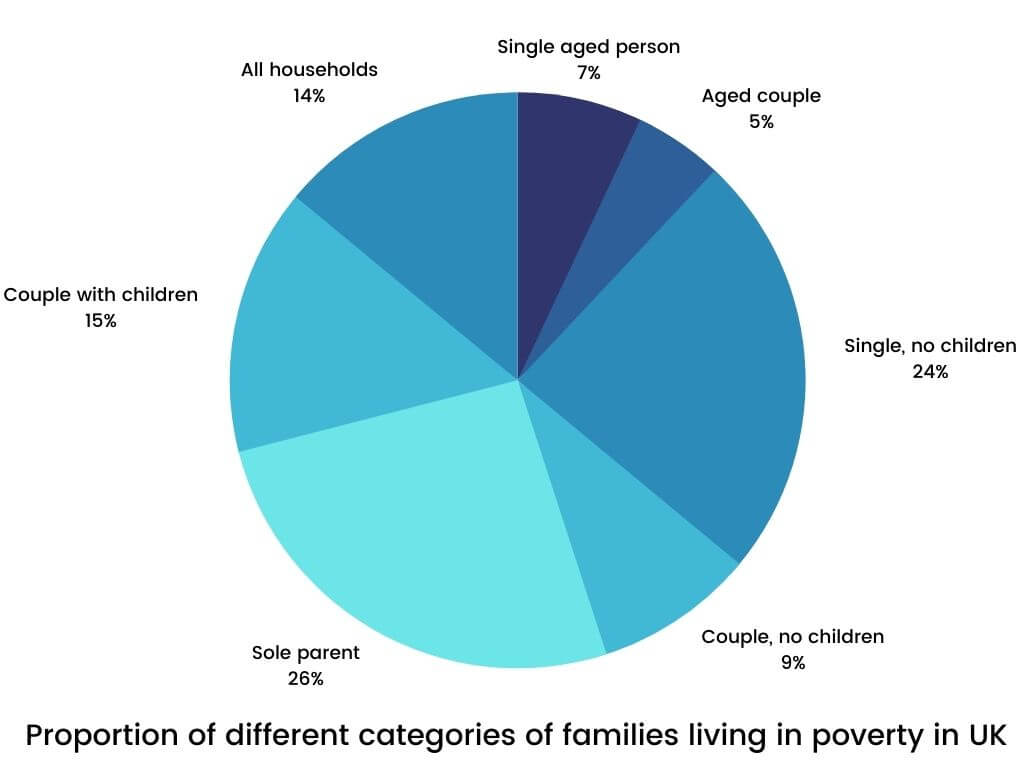 Single aged person
7%
All households
14%
Aged couple
5%
Couple with children
15%
Single, no children
24%
Couple, no children
9%
Sole parent
26%
Proportion of different categories of families living in poverty in UK